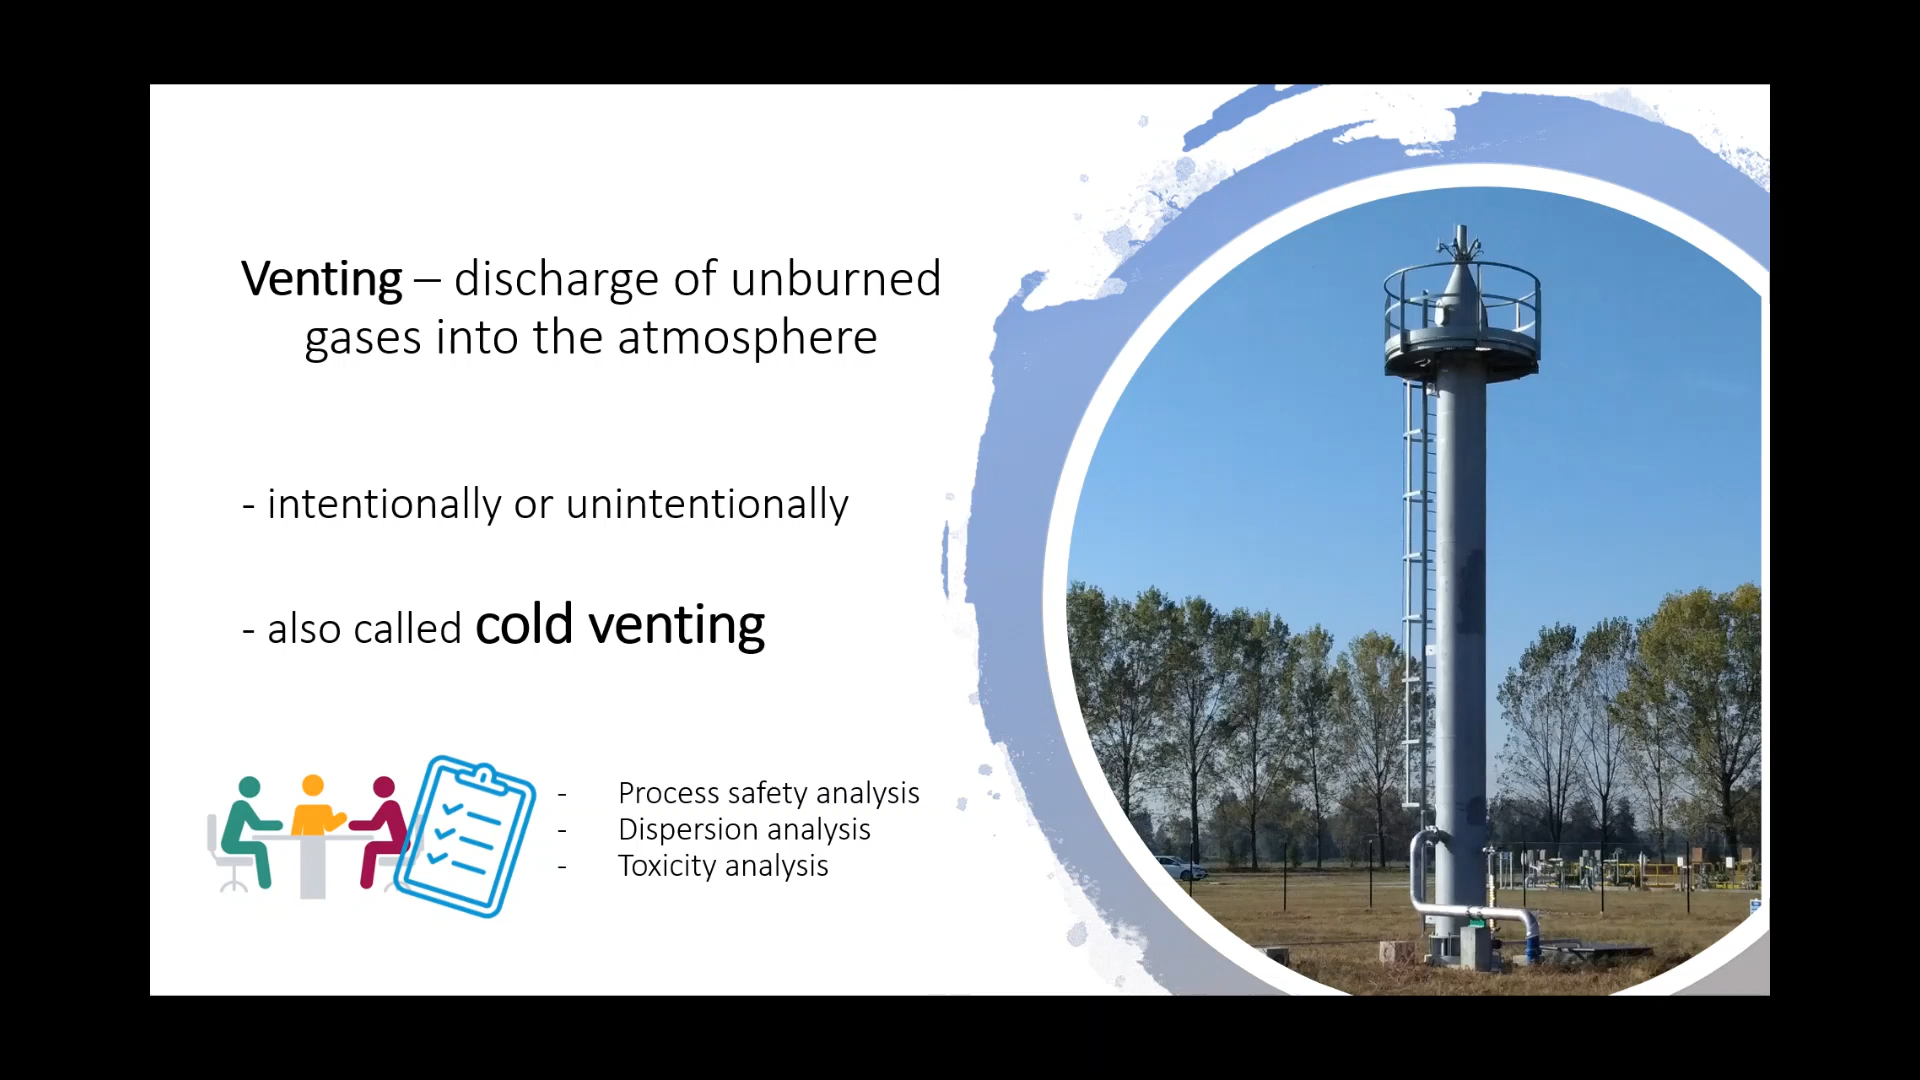 Venting – discharge of unburned
gases into the atmosphere
- intentionally or unintentionally
- also called cold venting
- Process safety analysis
- Dispersion analysis
- Toxicity analysis